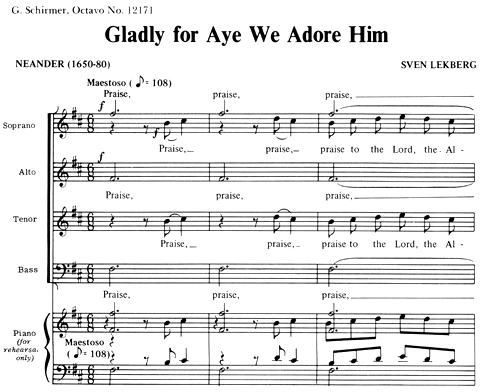 G. Schirmer, Octavo No. 12171
Gladly for Aye We Adore Him
NEANDER (1650-80)
SVEN LEKBERG
Maestoso (♪=108)
Praise, praise, praise,
f
Soprano
Praise, praise, praise to the Lord, the Al -
f
Alto
Praise, praise, praise,
Tenor
Praise, praise, praise to the Lord, the Al -
Bass
Praise, praise, praise,
Piano
(for
rehearsal
only)
Maestoso
(♪=108)